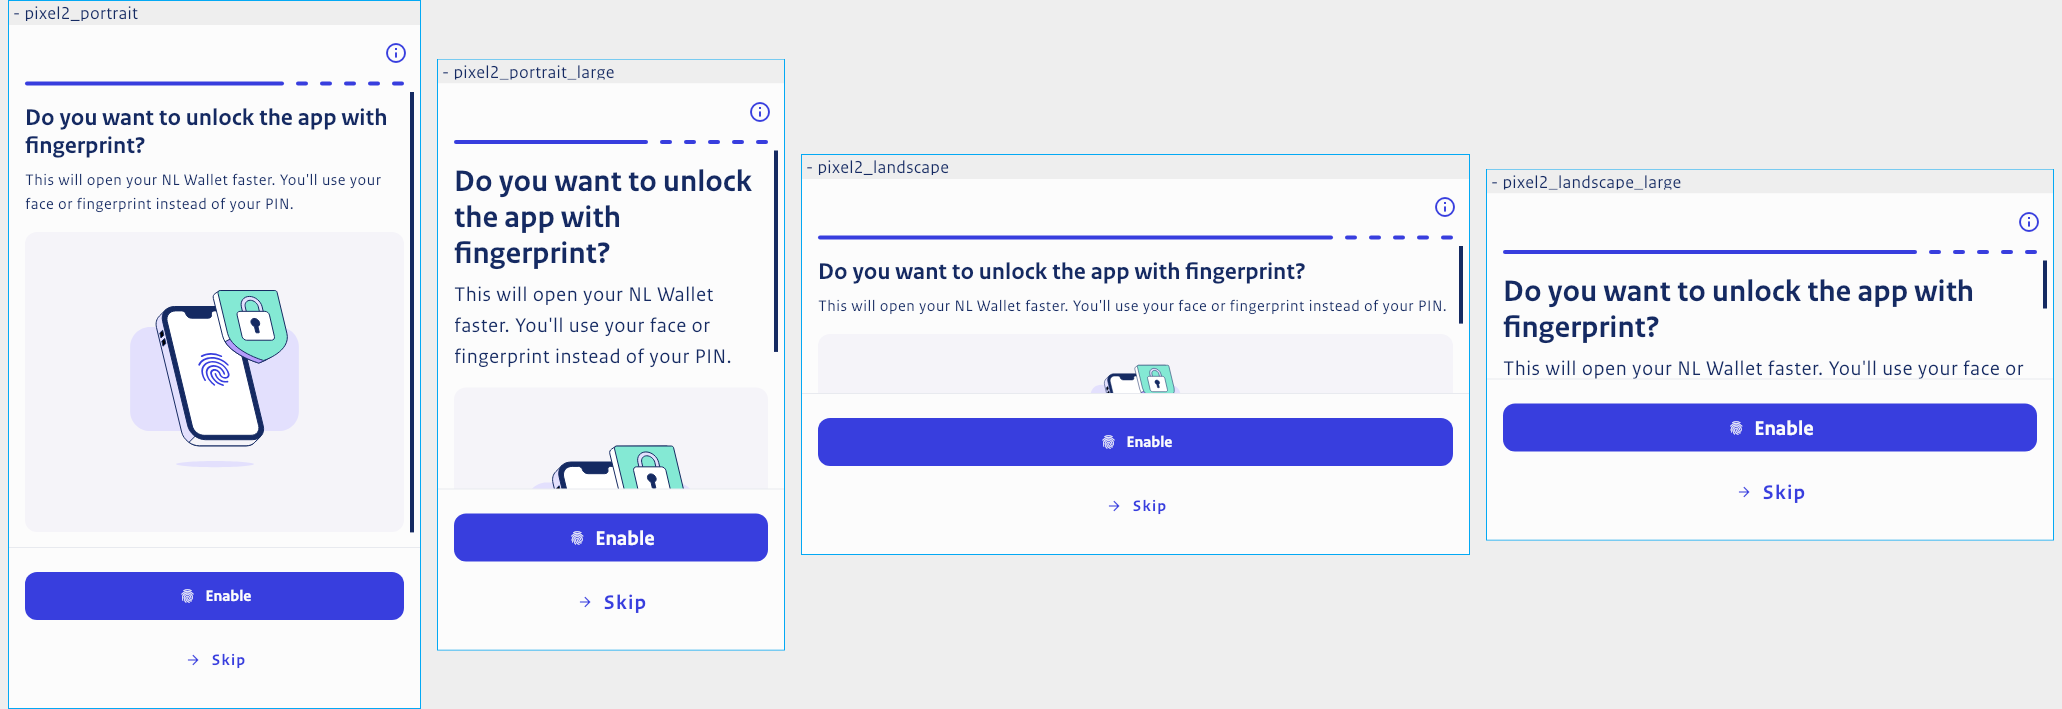 - pixel2_portrait
Do you want to unlock the app with
fingerprint?
This will open your NL Wallet faster. You'll use your
face or fingerprint instead of your PIN.
Enable
Skip
- pixel2_portrait_large
Do you want to unlock
the app with
fingerprint?
This will open your NL Wallet
faster. You'll use your face or
fingerprint instead of your PIN.
Enable
Skip
- pixel2_landscape
Do you want to unlock the app with fingerprint?
This will open your NL Wallet faster. You'll use your face or fingerprint instead of your PIN.
Enable
Skip
- pixel2_landscape_large
Do you want to unlock the app with
fingerprint?
This will open your NL Wallet faster. You'll use your face or
Enable
Skip